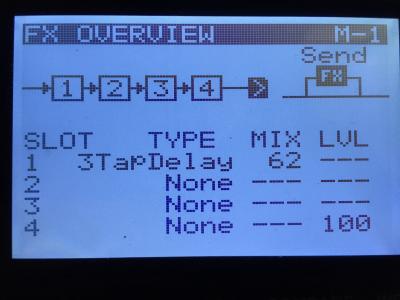 FX OVERVIEW M-1
Send
1 2 3 4 FX
SLOT TYPE MIX LVL
1 3TapDelay 62 ---
2 None --- ---
3 None --- ---
4 None --- 100